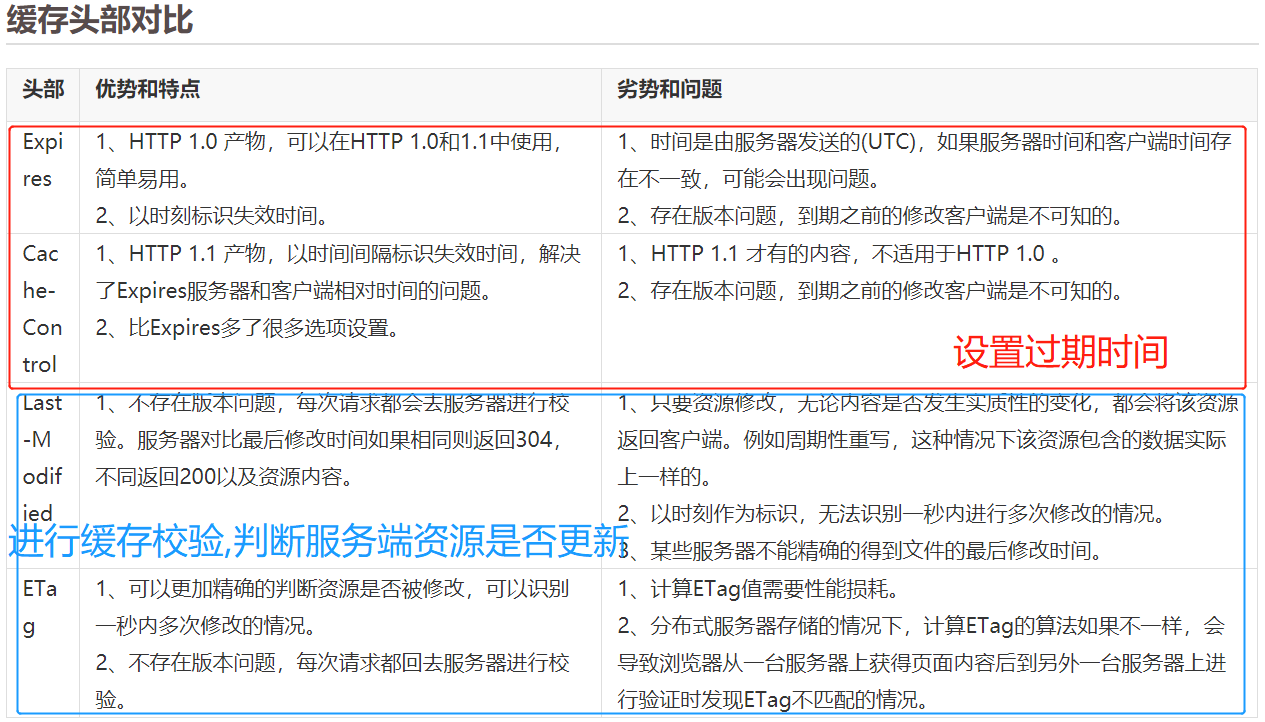 缓存头部对比
头部
优势和特点
劣势和问题
Expi
res
1、HTTP 1.0 产物，可以在HTTP 1.0和1.1中使用，
简单易用。
2、以时刻标识失效时间。
1、时间是由服务器发送的(UTC)，如果服务器时间和客户端时间存
在不一致，可能会出现问题。
2、存在版本问题，到期之前的修改客户端是不可知的。
Cac
he-
Con
trol
1、HTTP 1.1 产物，以时间间隔标识失效时间，解决
了Expires服务器和客户端相对时间的问题。
2、比Expires多了很多选项设置。
1、HTTP 1.1 才有的内容，不适用于HTTP 1.0 。
2、存在版本问题，到期之前的修改客户端是不可知的。
设置过期时间
Last
-M
odif
ied
1、不存在版本问题，每次请求都会去服务器进行校
验。服务器对比最后修改时间如果相同则返回304，
不同返回200以及资源内容。
1、只要资源修改，无论内容是否发生实质性的变化，都会将该资源
返回客户端。例如周期性重写，这种情况下该资源包含的数据实际
上一样的。
2、以时刻作为标识，无法识别一秒内进行多次修改的情况。
3、某些服务器不能精确的得到文件的最后修改时间。
进行缓存校验,判断服务端资源是否更新
ETa
g
1、可以更加精确的判断资源是否被修改，可以识别
一秒内多次修改的情况。
2、不存在版本问题，每次请求都回去服务器进行校
验。
1、计算ETag值需要性能损耗。
2、分布式服务器存储的情况下，计算ETag的算法如果不一样，会
导致浏览器从一台服务器上获得页面内容后到另外一台服务器上进
行验证时发现ETag不匹配的情况。